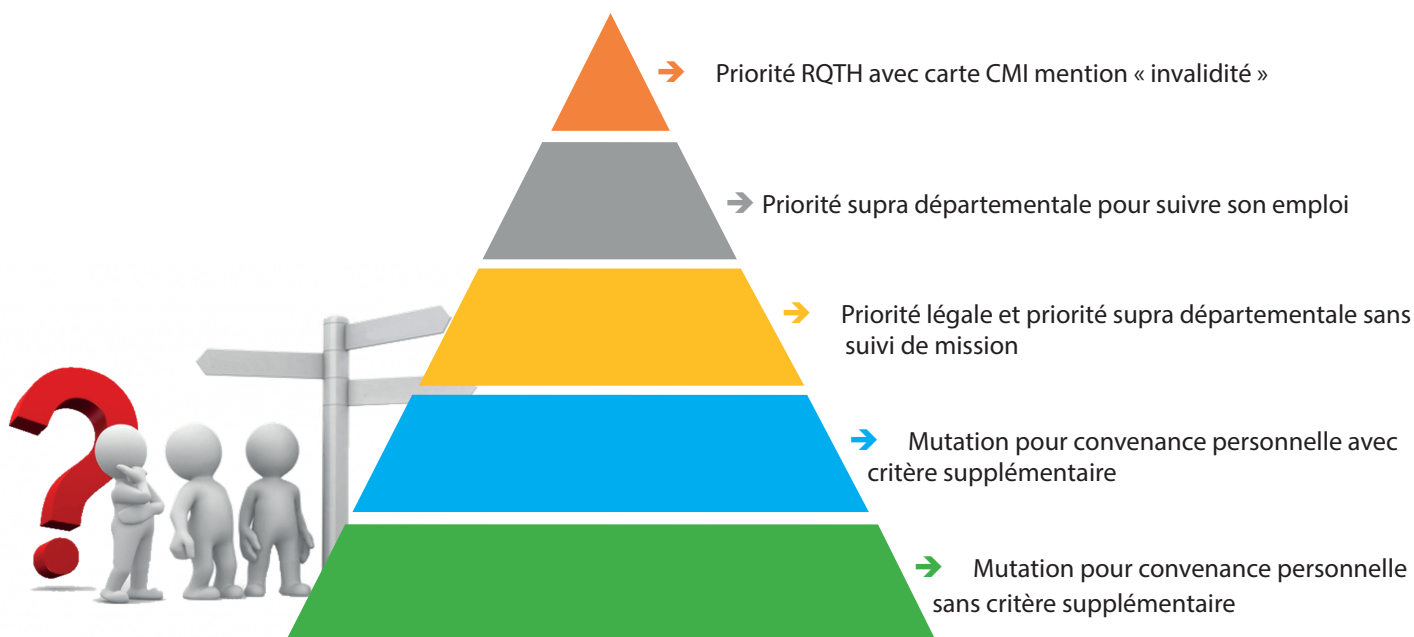 Priorité RQTH avec carte CMI mention « invalidité »
Priorité supra départementale pour suivre son emploi
Priorité légale et priorité supra départementale sans
suivi de mission
Mutation pour convenance personnelle avec
critère supplémentaire
Mutation pour convenance personnelle
sans critère supplémentaire